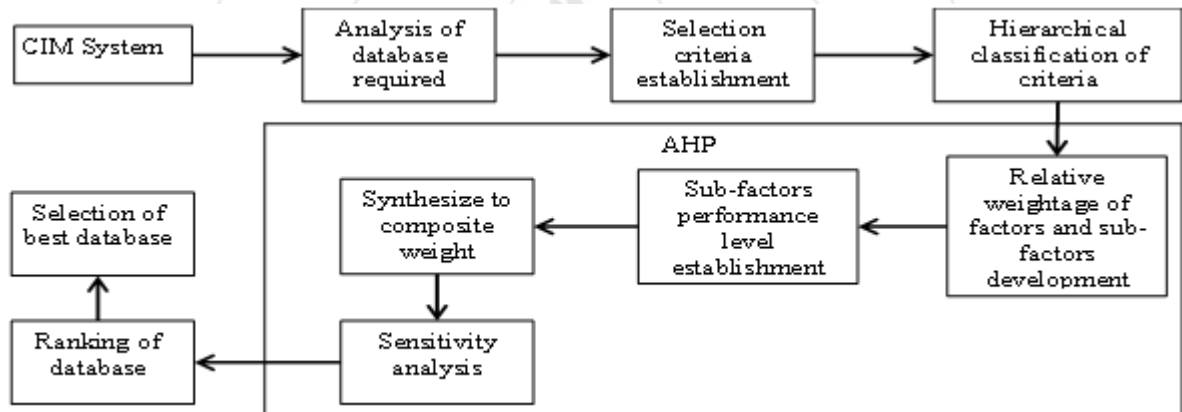 CIM System
Analysis of
database
required
Selection
criteria
establishment
Hierarchical
classification of
criteria
AHP
Relative
weightage of
factors and sub-
factors
development
Sub-factors
performance
level
establishment
Synthesize to
composite
weight
Sensitivity
analysis
Ranking of
database
Selection of
best database